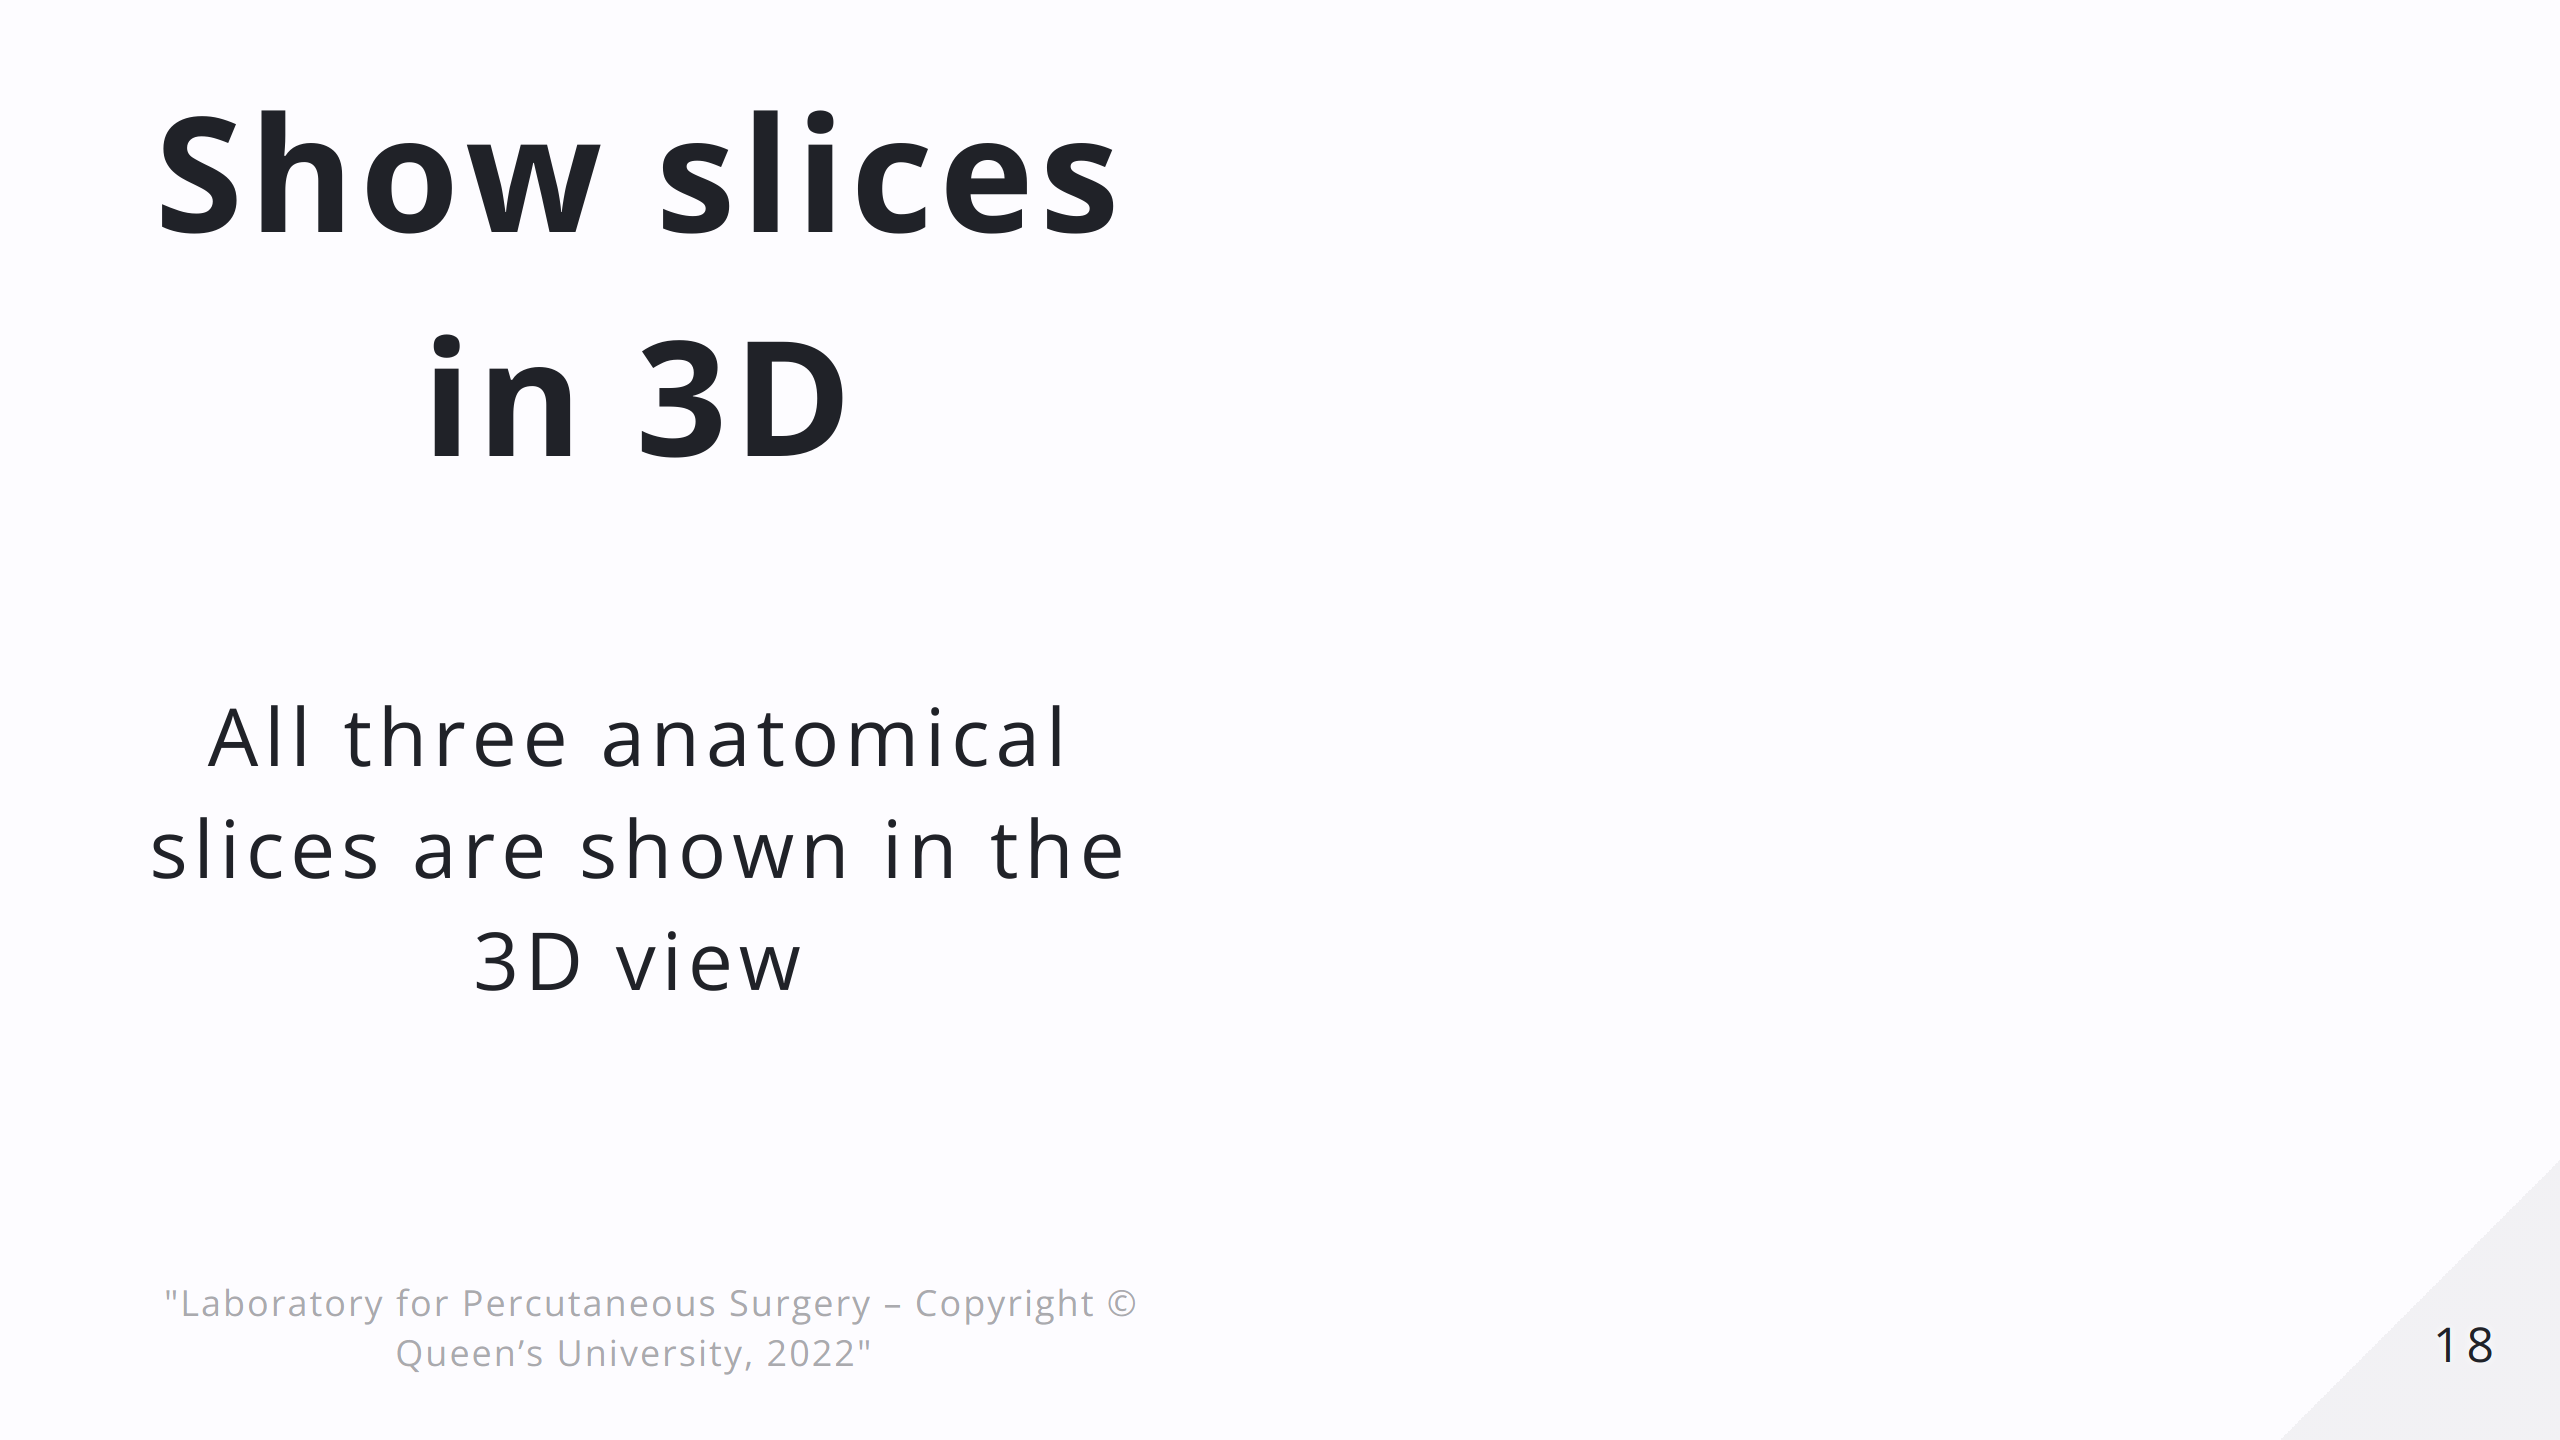 Show slices
in 3D
All three anatomical
slices are shown in the
3D view
"Laboratory for Percutaneous Surgery – Copyright ©
Queen’s University, 2022"
18